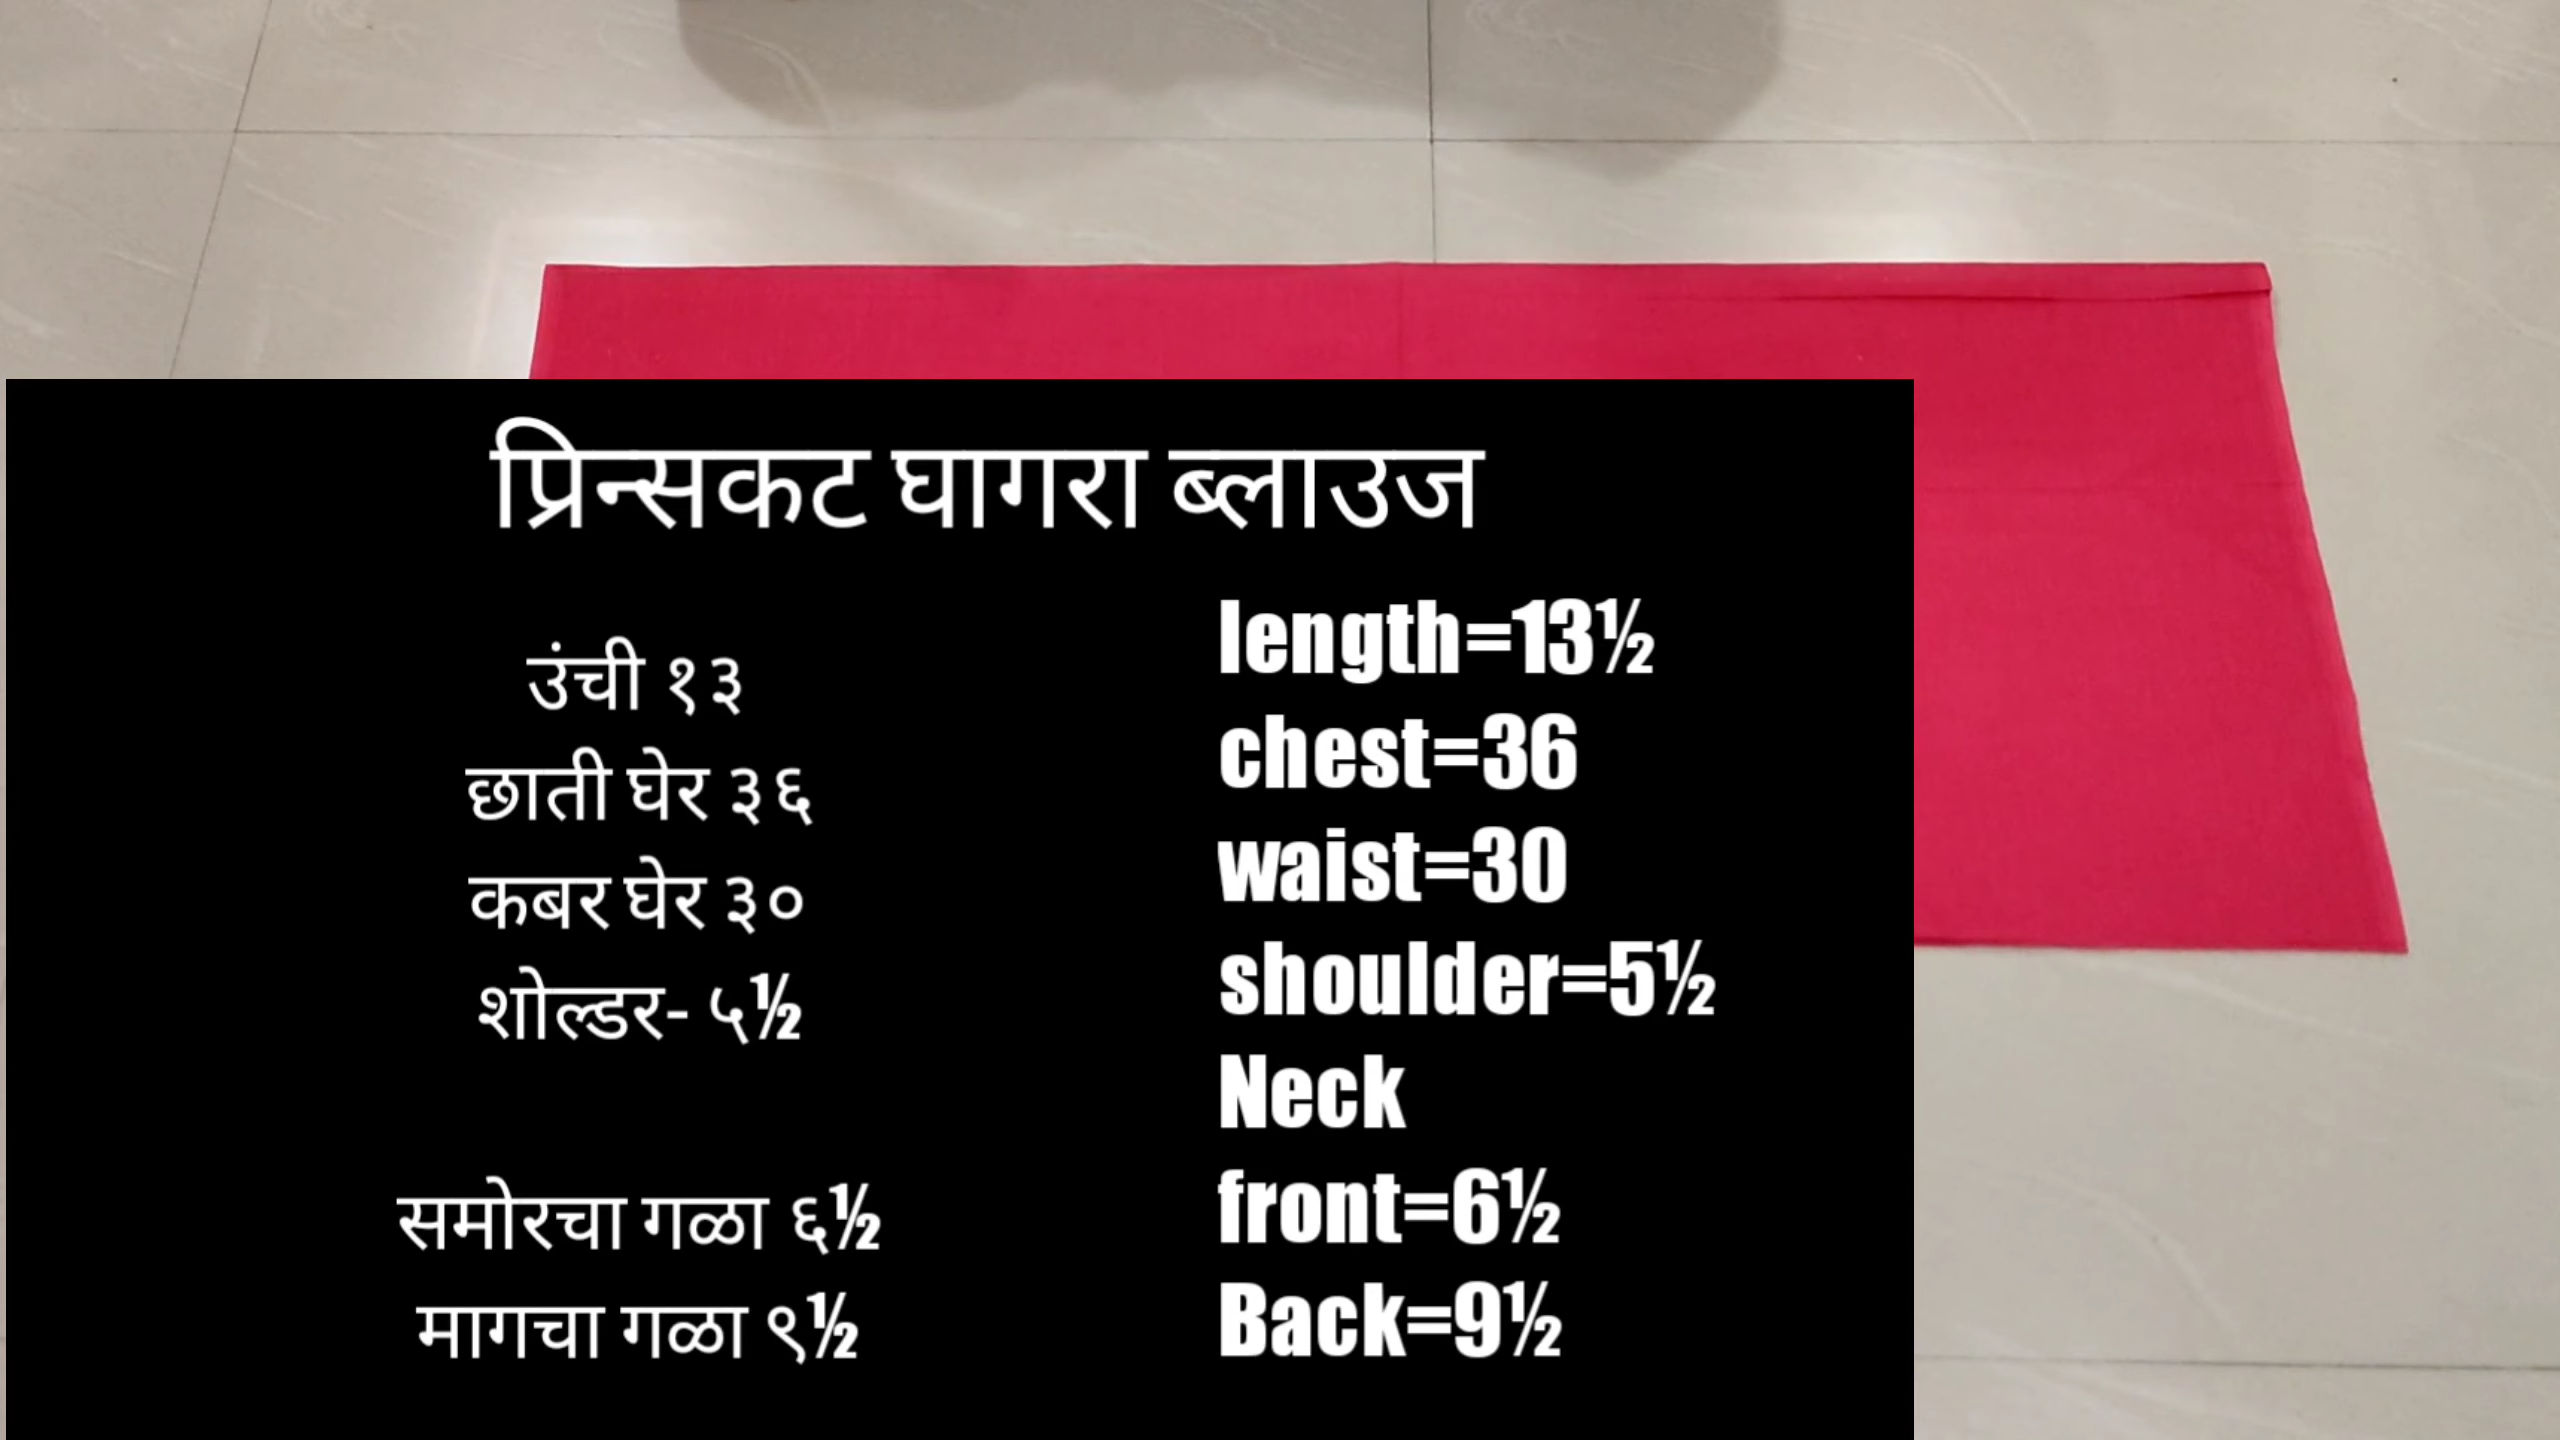 प्रिन्सकट घागरा ब्लाउज
उंची १३
छाती घेर ३६
कबर घेर ३०
शोल्डर- ५½
समोरचा गळा ६½
मागचा गळा ९½
length=13½
chest=36
waist=30
shoulder=5½
Neck
front=6½
Back=9½